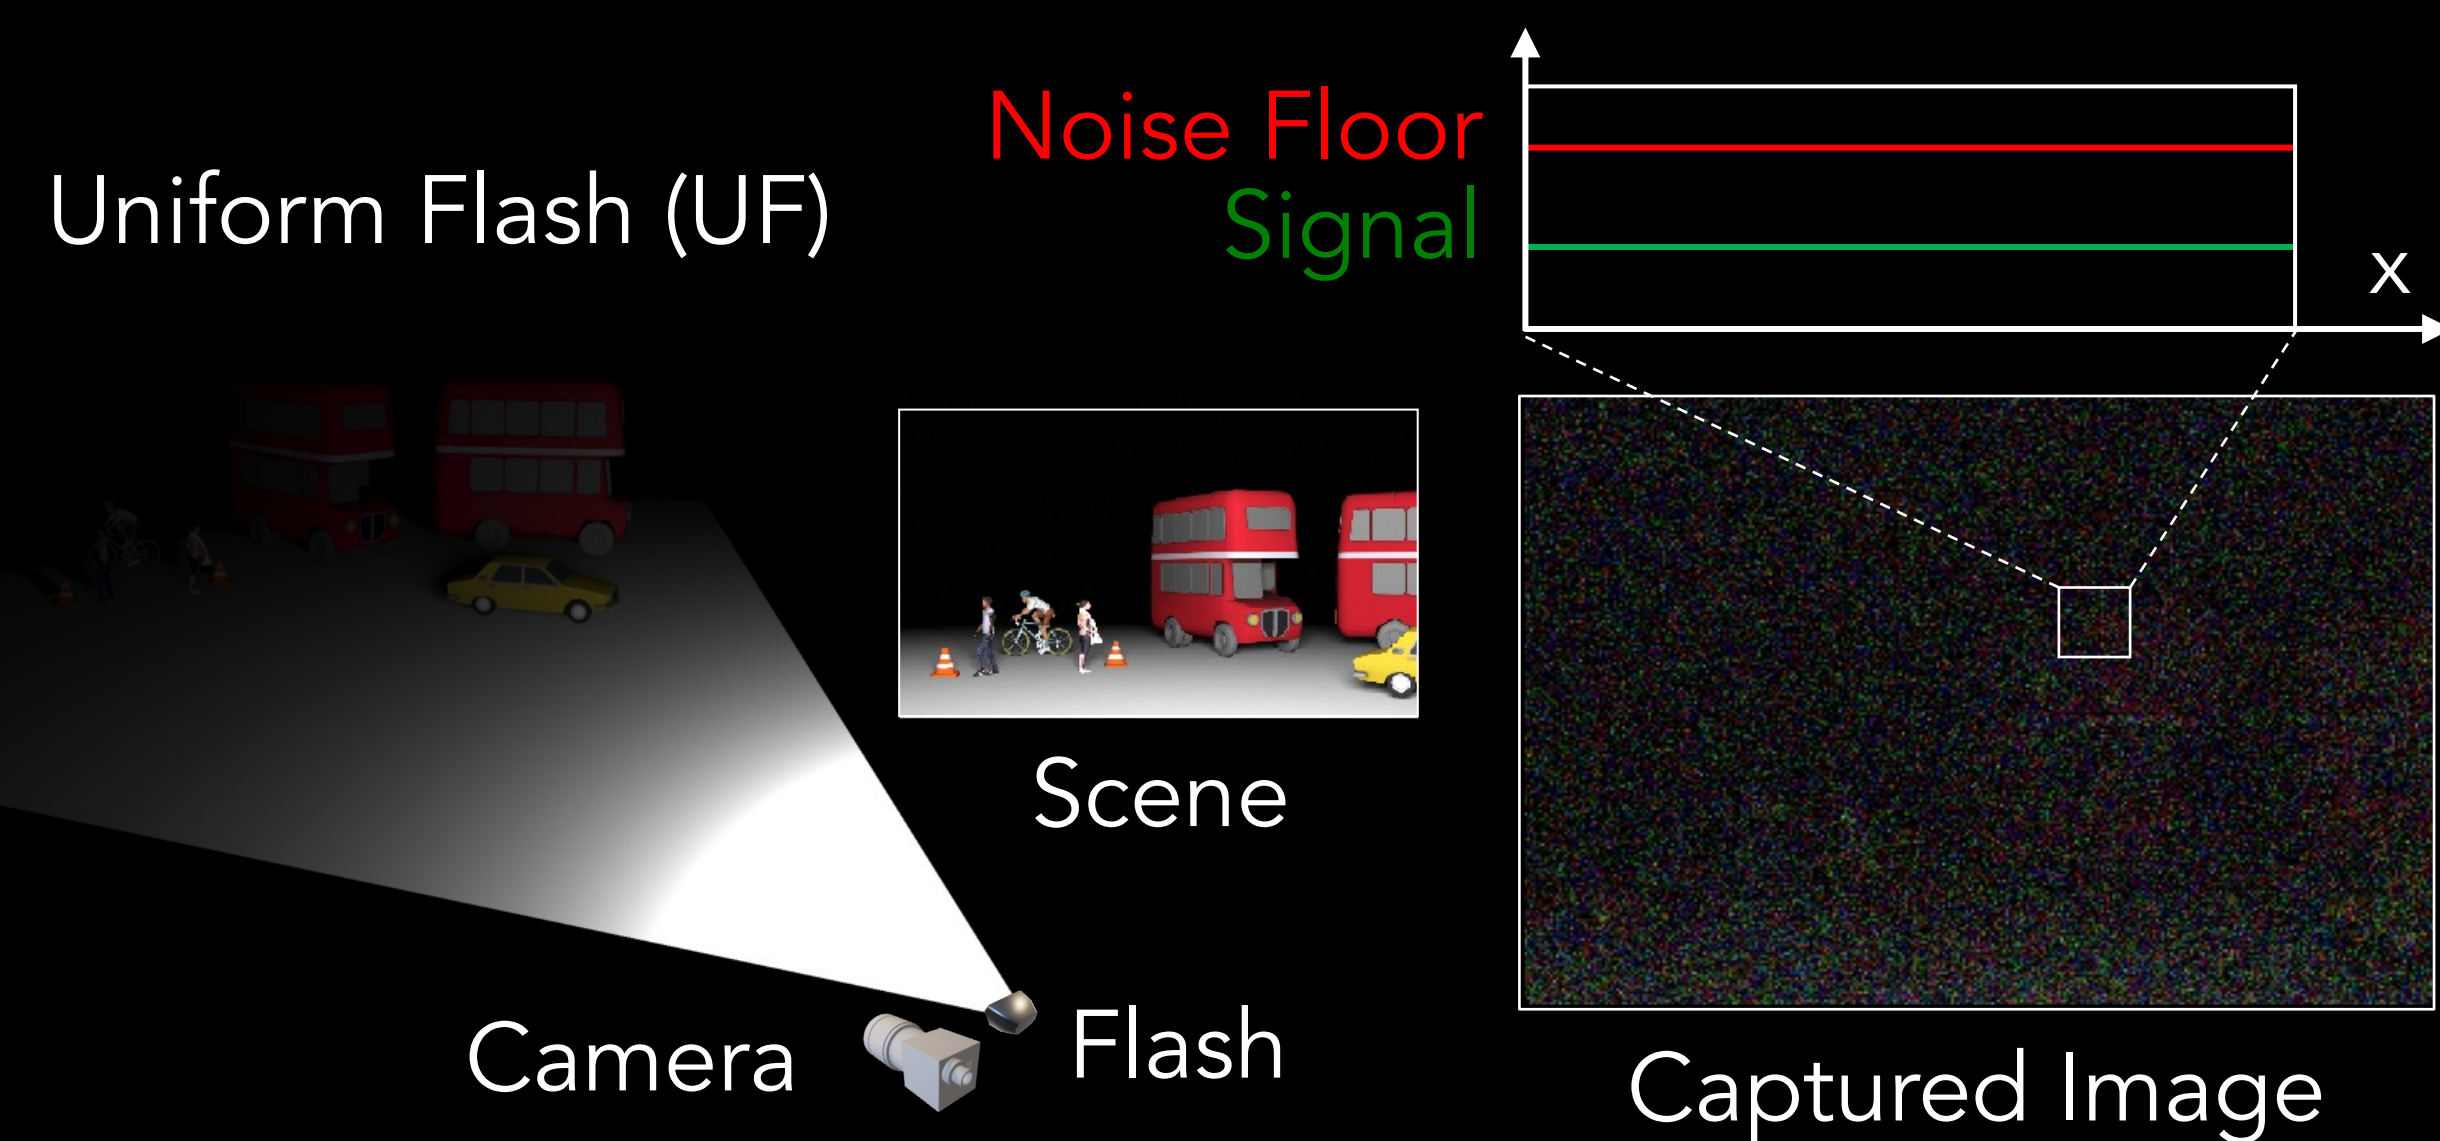 Uniform Flash (UF)
Noise Floor
Signal
x
Scene
Camera
Flash
Captured Image